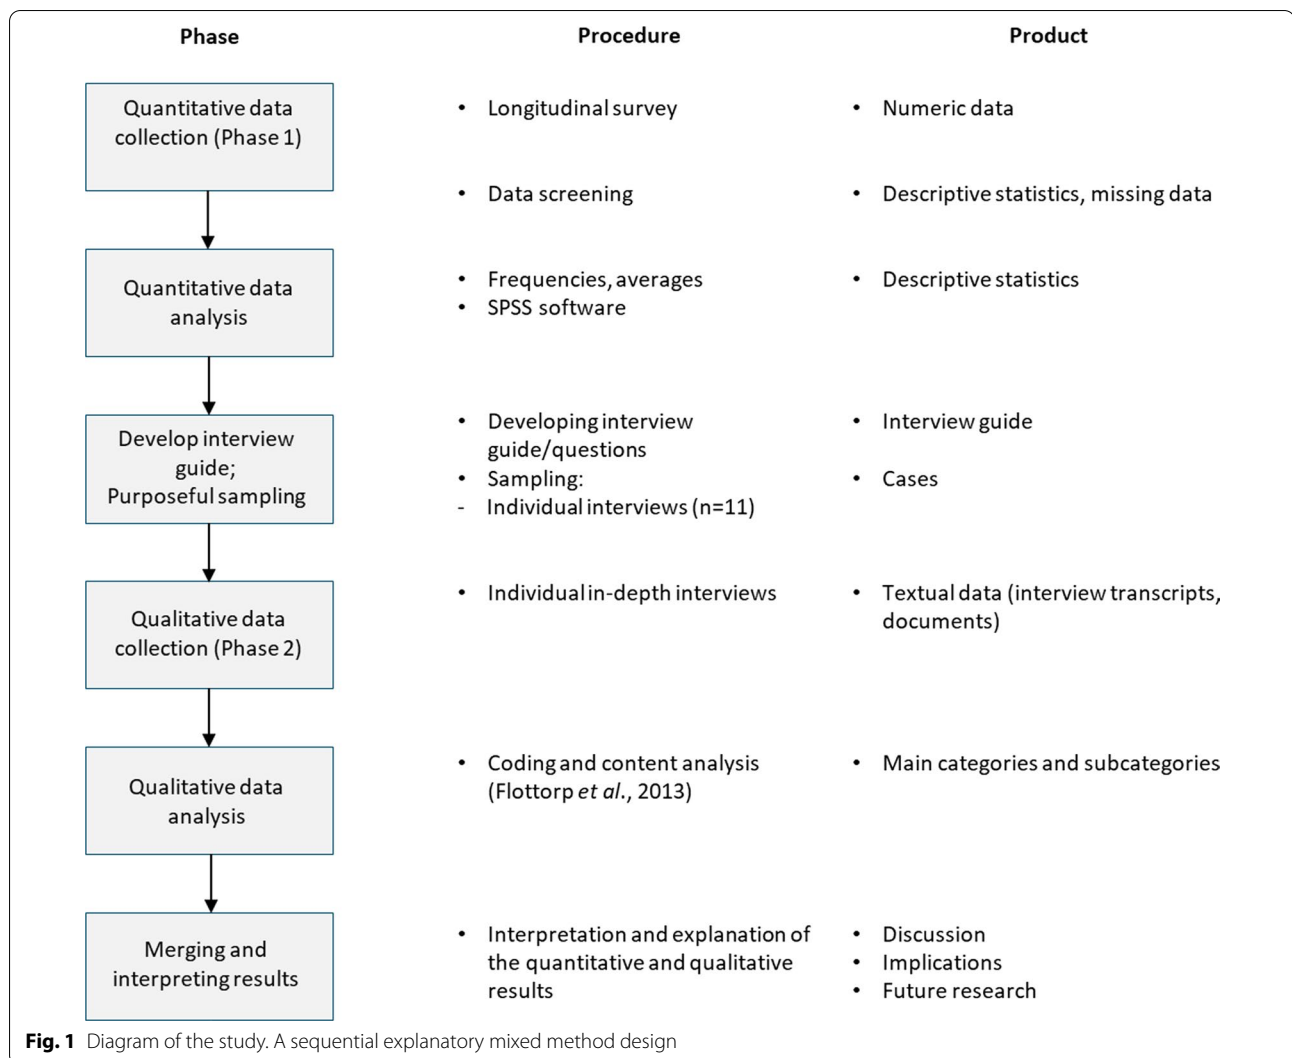 Phase
Procedure
Product
Quantitative data
collection (Phase 1)
• Longitudinal survey
• Numeric data
• Data screening
• Descriptive statistics, missing data
Quantitative data
analysis
• Frequencies, averages
• SPSS software
• Descriptive statistics
Develop interview
guide;
Purposeful sampling
• Developing interview
guide/questions
• Sampling:
- Individual interviews (n=11)
• Interview guide
• Cases
Qualitative data
collection (Phase 2)
• Individual in-depth interviews
• Textual data (interview transcripts,
documents)
Qualitative data
analysis
• Coding and content analysis
(Flottorp et al., 2013)
• Main categories and subcategories
Merging and
interpreting results
• Interpretation and explanation of
the quantitative and qualitative
results
• Discussion
• Implications
• Future research
Fig. 1 Diagram of the study. A sequential explanatory mixed method design